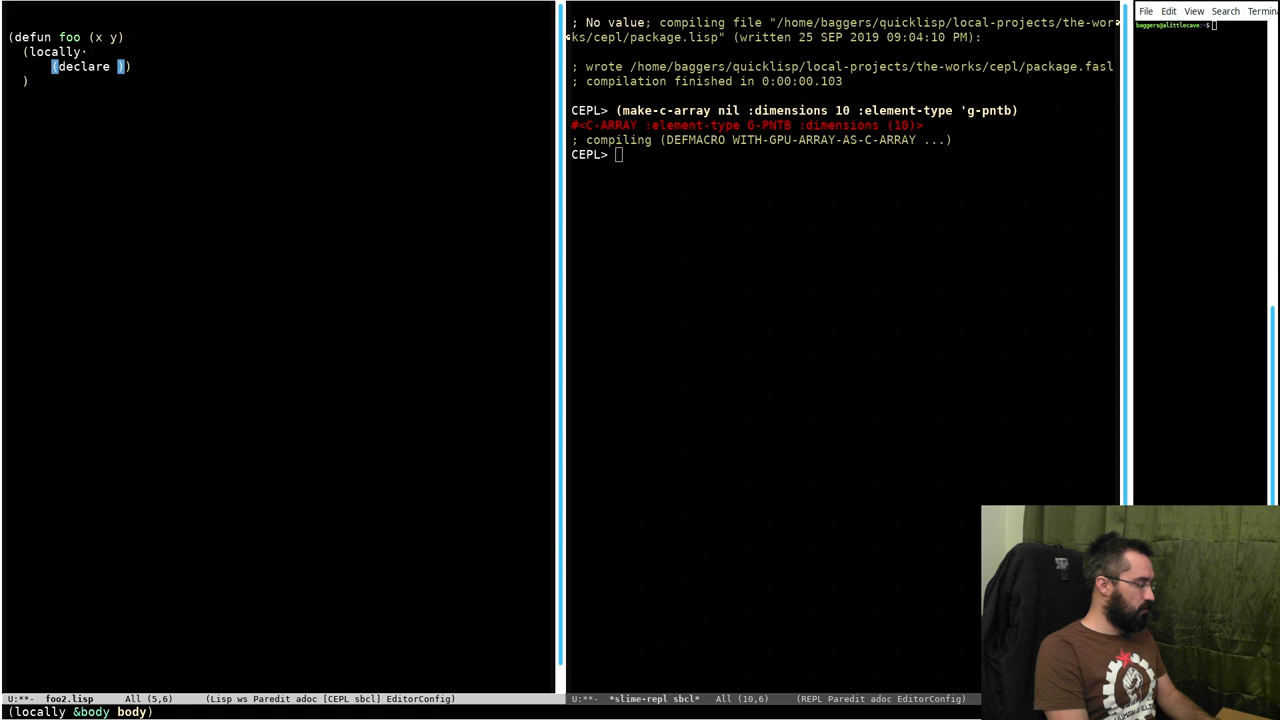 (defun foo (x y)
(locally·
(declare ))
)
U:**- foo2.lisp All (5,6) (Lisp ws Paredit adoc [CEPL sbcl] EditorConfig)
(locally &body body)
; No value; compiling file "/home/baggers/quicklisp/local-projects/the-wor
ks/cepl/package.lisp" (written 25 SEP 2019 09:04:10 PM):
; wrote /home/baggers/quicklisp/local-projects/the-works/cepl/package.fasl
; compilation finished in 0:00:00.103
CEPL> (make-c-array nil :dimensions 10 :element-type 'g-pntb)
#<C-ARRAY :element-type G-PNTB :dimensions (10)>
; compiling (DEFMACRO WITH-GPU-ARRAY-AS-C-ARRAY ...)
CEPL>
U:**- *slime-repl sbcl* All (10,6) (REPL Paredit adoc EditorConfig)
File Edit View Search Termin
baggers@alittlecave:~$